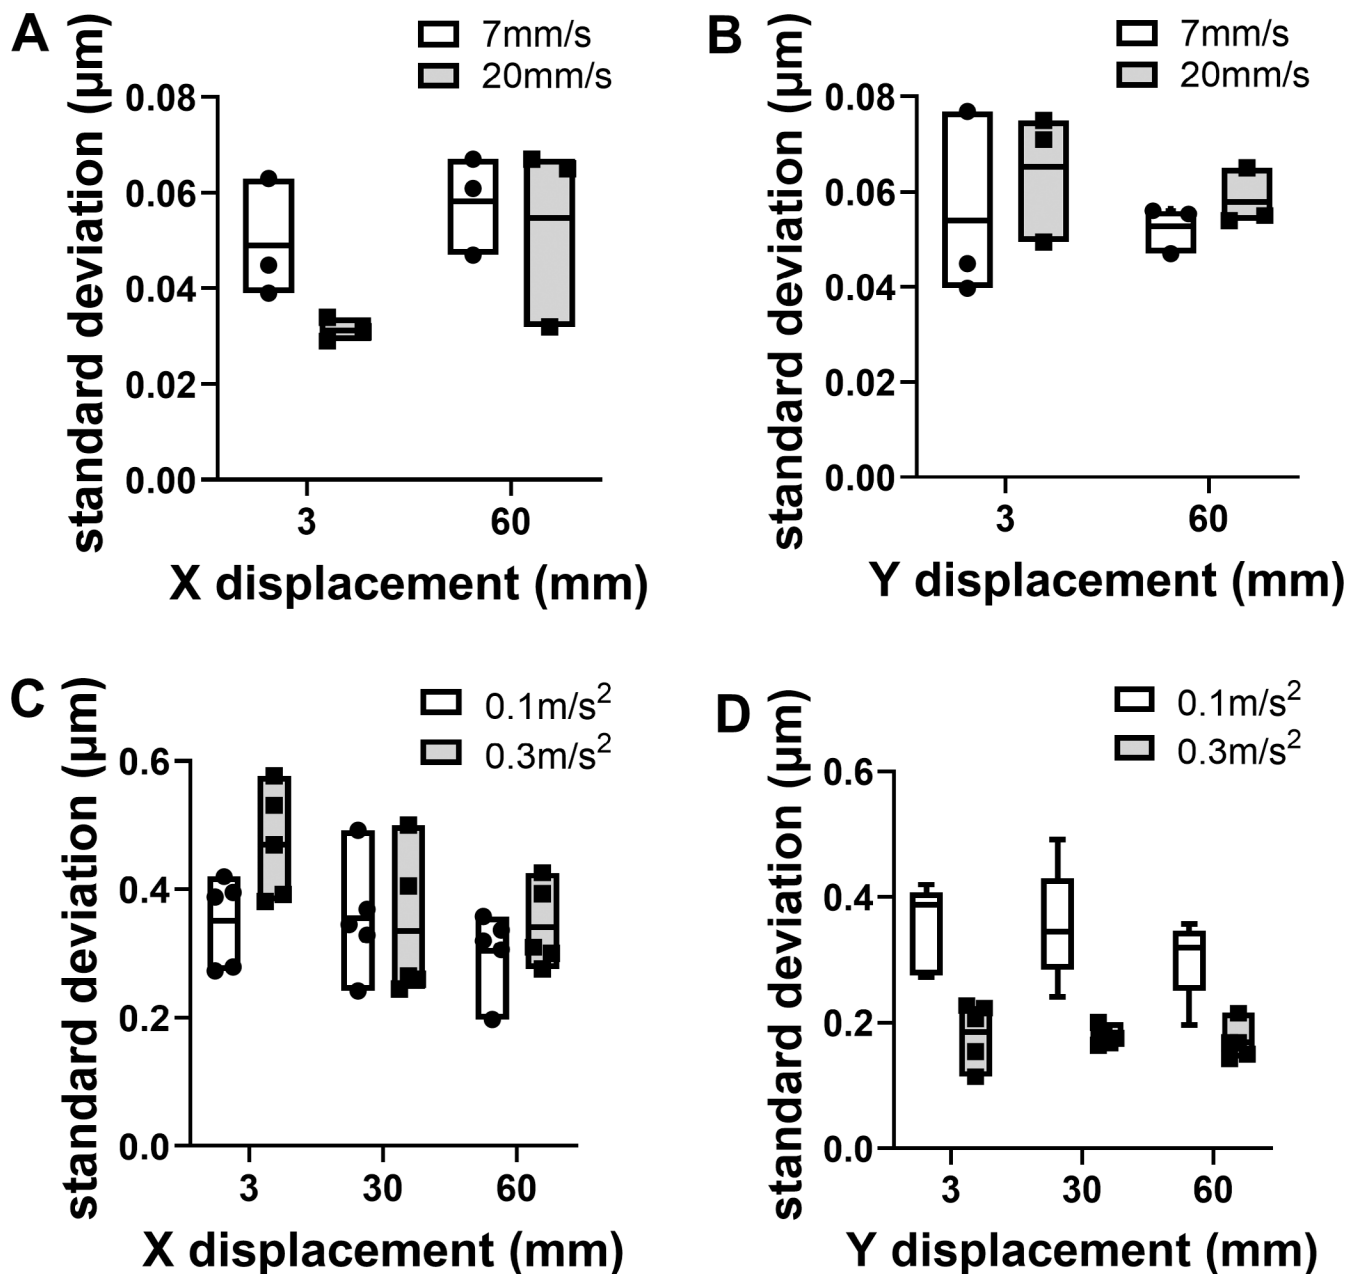 A
standard deviation (µm)
7mm/s
20mm/s
0.08
0.06
0.04
0.02
0.00
3 60
X displacement (mm)
B
standard deviation (µm)
7mm/s
20mm/s
0.08
0.06
0.04
0.02
0.00
3 60
Y displacement (mm)
C
standard deviation (µm)
0.1m/s²
0.3m/s²
0.6
0.4
0.2
0.0
3 30 60
X displacement (mm)
D
standard deviation (µm)
0.1m/s²
0.3m/s²
0.6
0.4
0.2
0.0
3 30 60
Y displacement (mm)